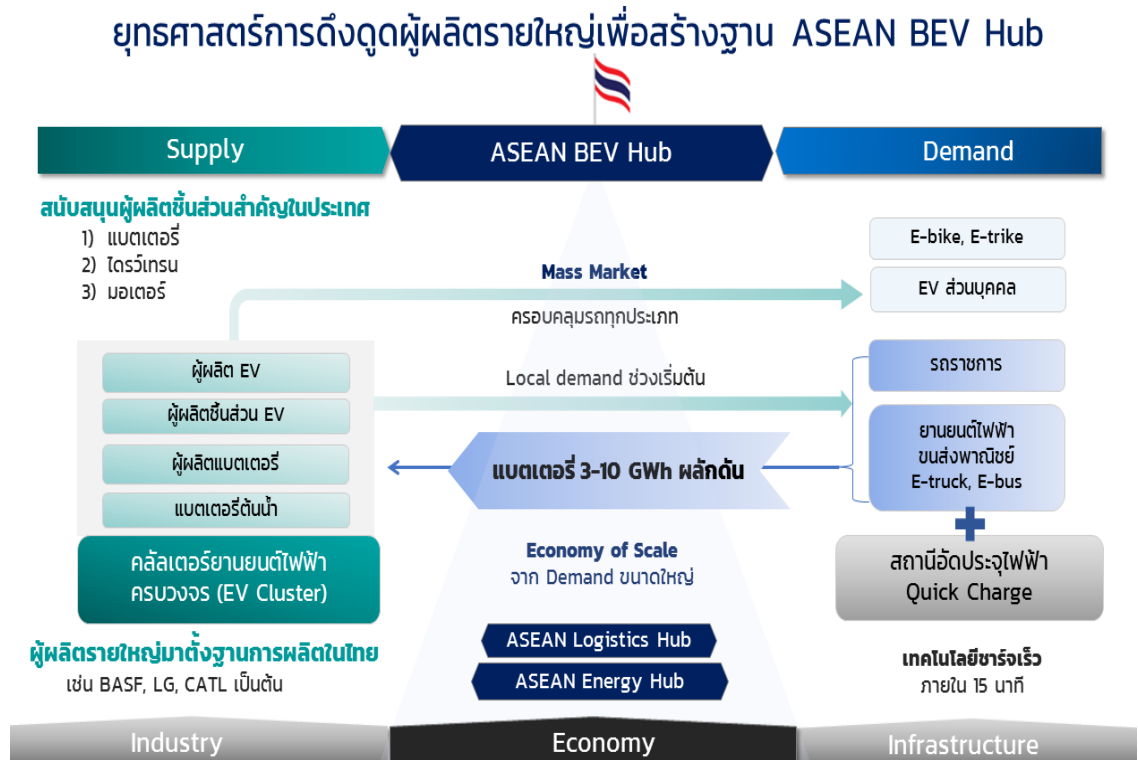 ยุทธศาสตร์การดึงดูดผู้ผลิตรายใหญ่เพื่อสร้างฐาน ASEAN BEV Hub
Supply
ASEAN BEV Hub
Demand
สนับสนุนผู้ผลิตชิ้นส่วนสำคัญในประเทศ
1) แบตเตอรี่
2) ไดรว์เทรน
3) มอเตอร์
Mass Market
ครอบคลุมรถทุกประเภท
E-bike, E-trike
EV ส่วนบุคคล
ผู้ผลิต EV
ผู้ผลิตชิ้นส่วน EV
ผู้ผลิตแบตเตอรี่
แบตเตอรี่ต้นน้ำ
Local demand ช่วงเริ่มต้น
รถราชการ
แบตเตอรี่ 3-10 GWh ผลักดัน
ยานยนต์ไฟฟ้า
ขนส่งพาณิชย์
E-truck, E-bus
คลัสเตอร์ยานยนต์ไฟฟ้า
ครบวงจร (EV Cluster)
Economy of Scale
จาก Demand ขนาดใหญ่
สถานีอัดประจุไฟฟ้า
Quick Charge
ผู้ผลิตรายใหญ่มาตั้งฐานการผลิตในไทย
เช่น BASF, LG, CATL เป็นต้น
ASEAN Logistics Hub
ASEAN Energy Hub
เทคโนโลยีชาร์จเร็ว
ภายใน 15 นาที
Industry
Economy
Infrastructure